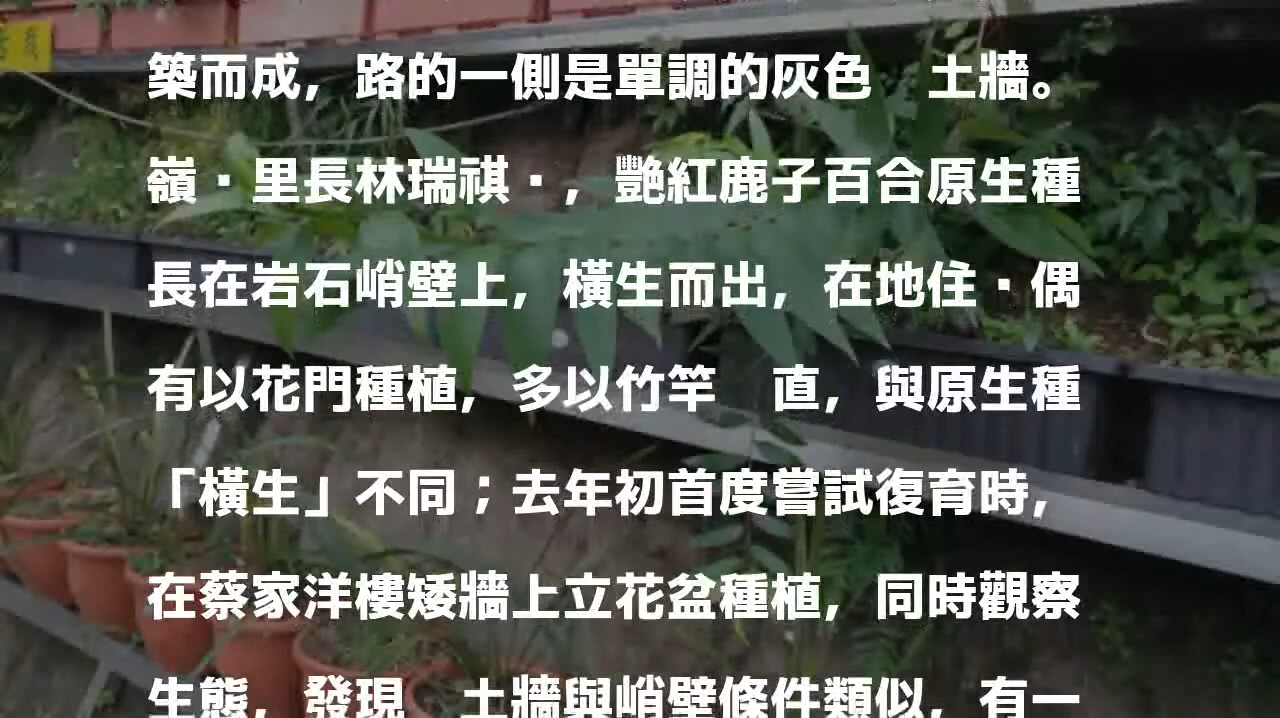 築而成，路的一側是單調的灰色　土牆。
嶺·里長林瑞祺·，艷紅鹿子百合原生種
長在岩石峭壁上，橫生而出，在地住·偶
有以花門種植，多以竹竿　直，與原生種
「橫生」不同；去年初首度嘗試復育時，
在蔡家洋樓矮牆上立花盆種植，同時觀察
生態，發現　土牆與峭壁條件類似，有一